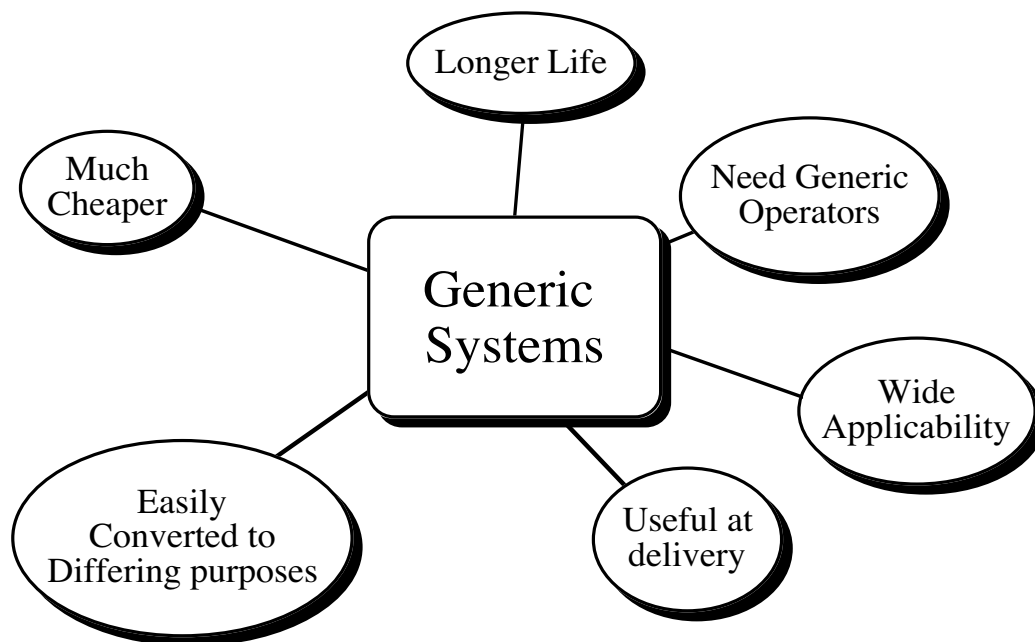 Longer Life
Much
Cheaper
Need Generic
Operators
Generic
Systems
Wide
Applicability
Easily
Converted to
Differing purposes
Useful at
delivery